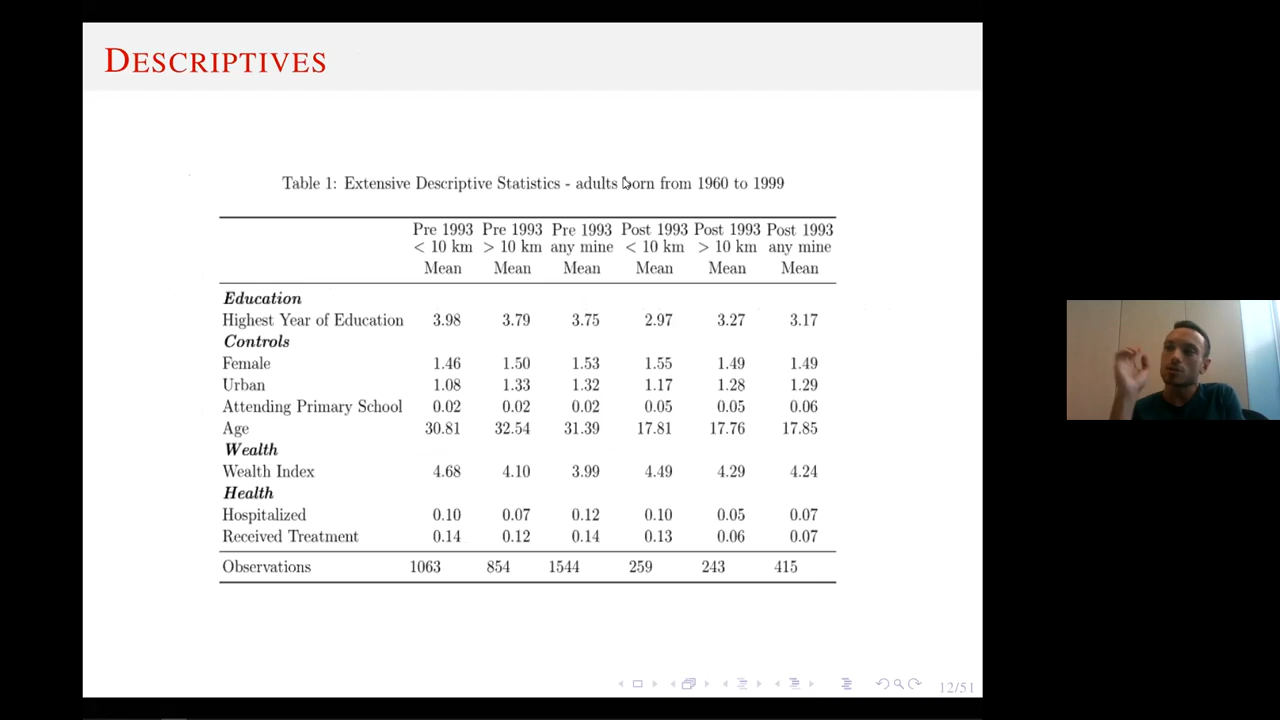 DESCRIPTIVES
Table 1: Extensive Descriptive Statistics - adults born from 1960 to 1999
Pre 1993 Pre 1993 Pre 1993 Post 1993 Post 1993 Post 1993
< 10 km > 10 km any mine < 10 km > 10 km any mine
Mean Mean Mean Mean Mean Mean
Education
Highest Year of Education 3.98 3.79 3.75 2.97 3.27 3.17
Controls
Female 1.46 1.50 1.53 1.55 1.49 1.49
Urban 1.08 1.33 1.32 1.17 1.28 1.29
Attending Primary School 0.02 0.02 0.02 0.05 0.05 0.06
Age 30.81 32.54 31.39 17.81 17.76 17.85
Wealth
Wealth Index 4.68 4.10 3.99 4.49 4.29 4.24
Health
Hospitalized 0.10 0.07 0.12 0.10 0.05 0.07
Received Treatment 0.14 0.12 0.14 0.13 0.06 0.07
Observations 1063 854 1544 259 243 415
12/51